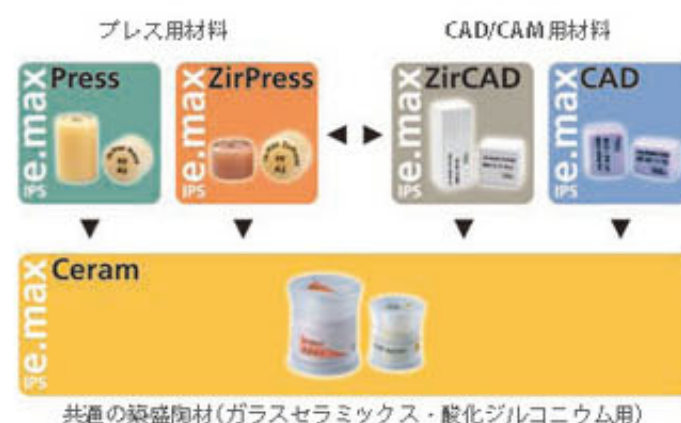 プレス用材料
CAD/CAM用材料
IPS e.max Press
IPS e.max ZirPress
IPS e.max ZirCAD
IPS e.max CAD
IPS e.max Ceram
共通の築盛陶材(ガラスセラミックス・酸化ジルコニウム用)